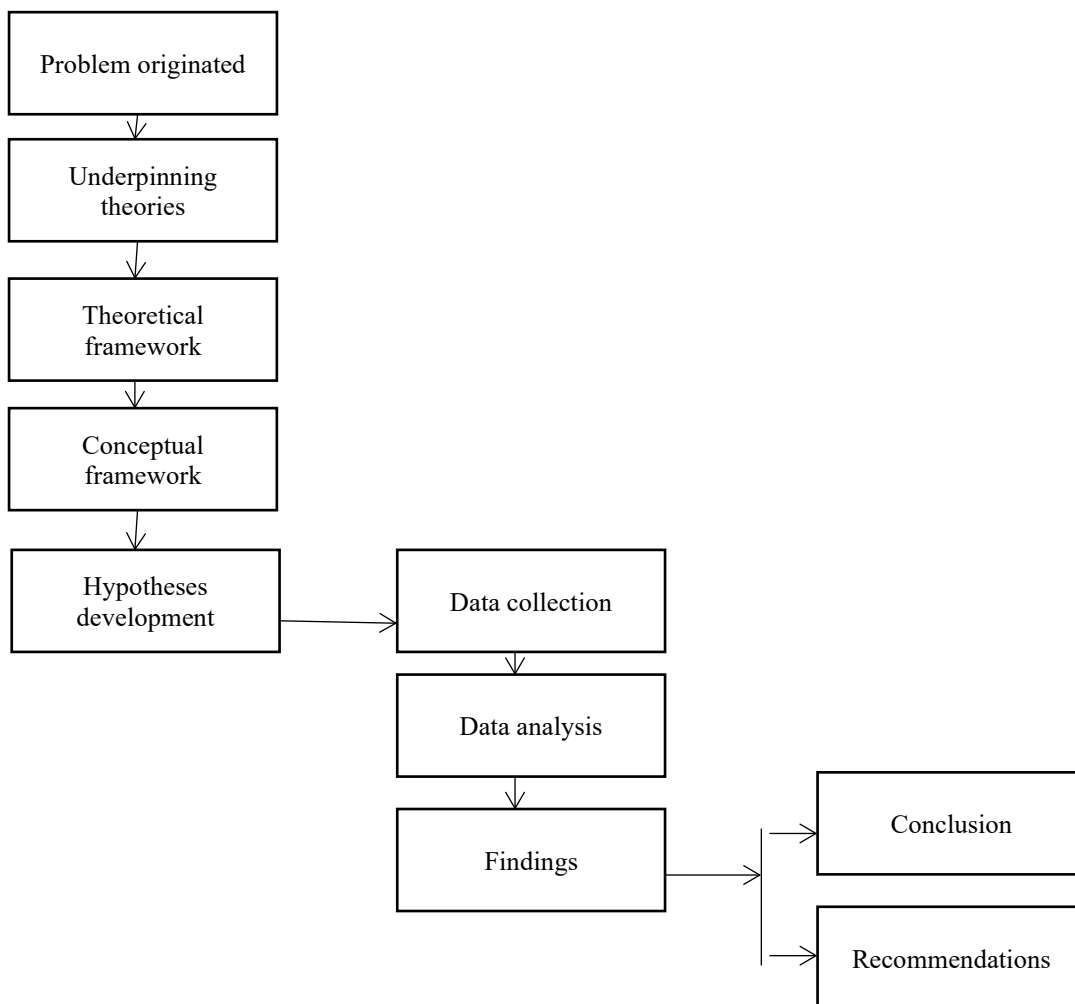 Problem originated
Underpinning
theories
Theoretical
framework
Conceptual
framework
Hypotheses
development
Data collection
Data analysis
Findings
Conclusion
Recommendations